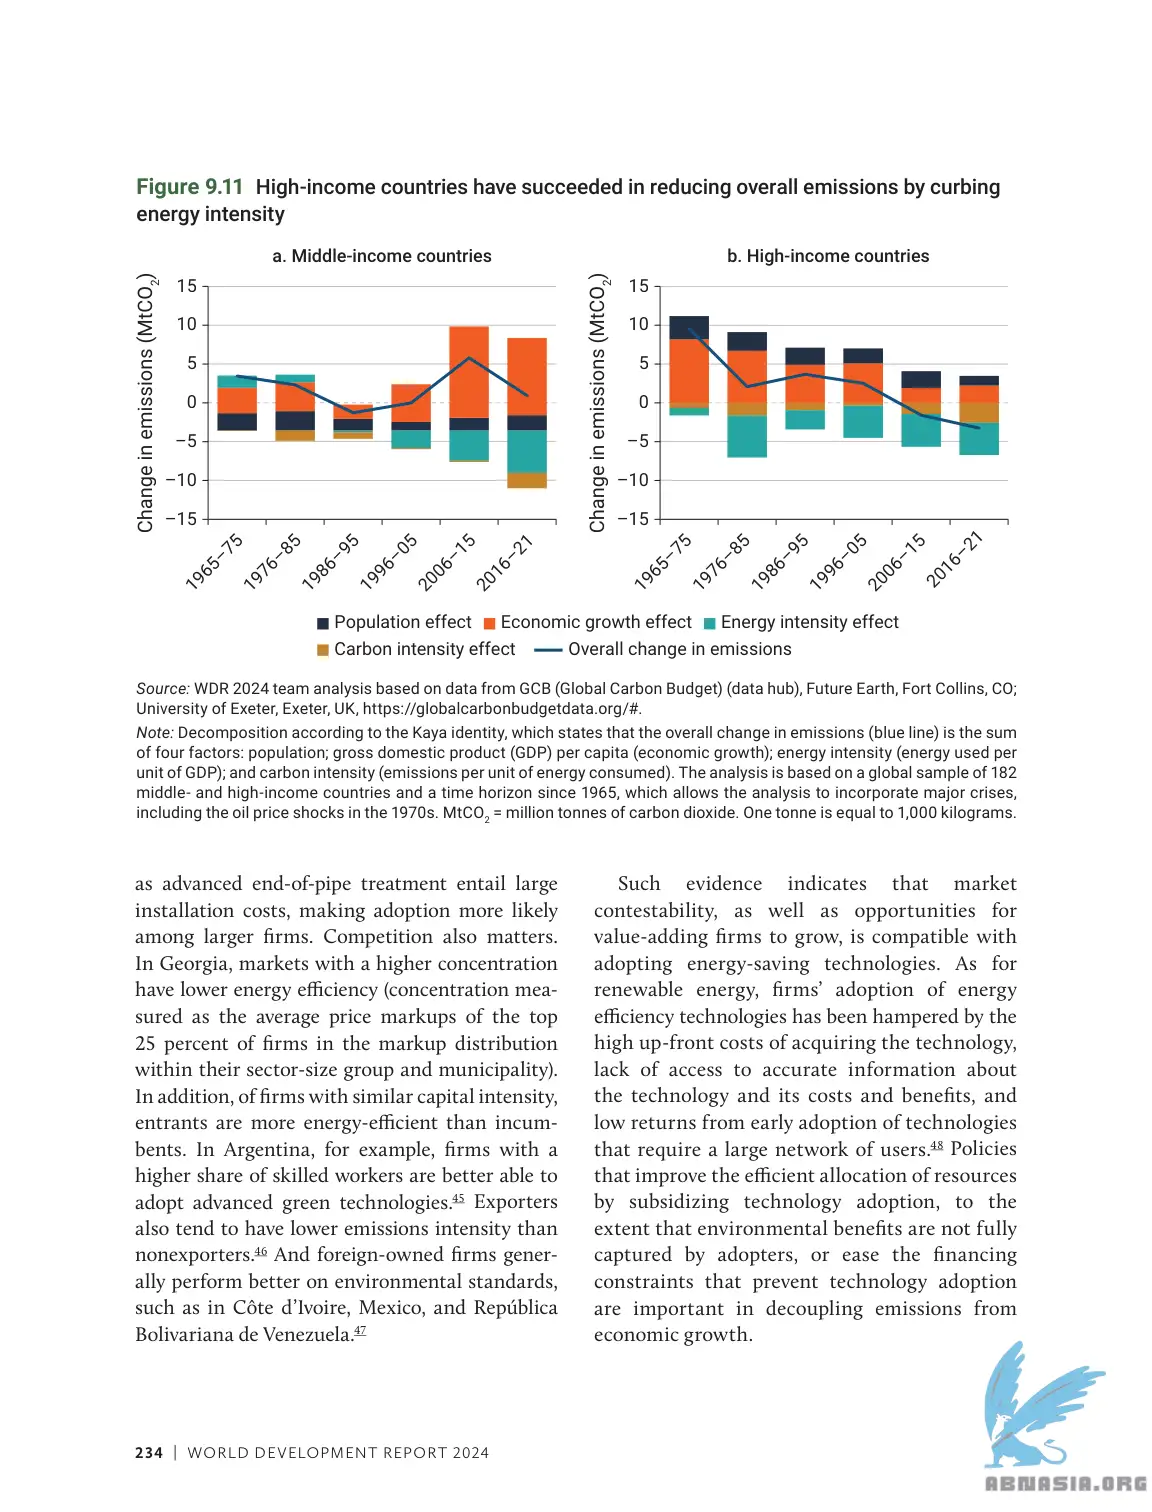 Figure 9.11 High-income countries have succeeded in reducing overall emissions by curbing
energy intensity
a. Middle-income countries
Change in emissions (MtCO2)
15
10
5
0
–5
–10
–15
1965–75
1976–85
1986–95
1996–05
2006–15
2016–21
b. High-income countries
Change in emissions (MtCO2)
15
10
5
0
–5
–10
–15
1965–75
1976–85
1986–95
1996–05
2006–15
2016–21
Population effect Economic growth effect Energy intensity effect
Carbon intensity effect Overall change in emissions
Source: WDR 2024 team analysis based on data from GCB (Global Carbon Budget) (data hub), Future Earth, Fort Collins, CO;
University of Exeter, Exeter, UK, https://globalcarbonbudgetdata.org/#.
Note: Decomposition according to the Kaya identity, which states that the overall change in emissions (blue line) is the sum
of four factors: population; gross domestic product (GDP) per capita (economic growth); energy intensity (energy used per
unit of GDP); and carbon intensity (emissions per unit of energy consumed). The analysis is based on a global sample of 182
middle- and high-income countries and a time horizon since 1965, which allows the analysis to incorporate major crises,
including the oil price shocks in the 1970s. MtCO2 = million tonnes of carbon dioxide. One tonne is equal to 1,000 kilograms.
as advanced end-of-pipe treatment entail large
installation costs, making adoption more likely
among larger firms. Competition also matters.
In Georgia, markets with a higher concentration
have lower energy efficiency (concentration mea-
sured as the average price markups of the top
25 percent of firms in the markup distribution
within their sector-size group and municipality).
In addition, of firms with similar capital intensity,
entrants are more energy-efficient than incum-
bents. In Argentina, for example, firms with a
higher share of skilled workers are better able to
adopt advanced green technologies.45 Exporters
also tend to have lower emissions intensity than
nonexporters.46 And foreign-owned firms gener-
ally perform better on environmental standards,
such as in Côte d’Ivoire, Mexico, and República
Bolivariana de Venezuela.47
Such evidence indicates that market
contestability, as well as opportunities for
value-adding firms to grow, is compatible with
adopting energy-saving technologies. As for
renewable energy, firms’ adoption of energy
efficiency technologies has been hampered by the
high up-front costs of acquiring the technology,
lack of access to accurate information about
the technology and its costs and benefits, and
low returns from early adoption of technologies
that require a large network of users.48 Policies
that improve the efficient allocation of resources
by subsidizing technology adoption, to the
extent that environmental benefits are not fully
captured by adopters, or ease the financing
constraints that prevent technology adoption
are important in decoupling emissions from
economic growth.
234 | WORLD DEVELOPMENT REPORT 2024
ABNASIA.ORG